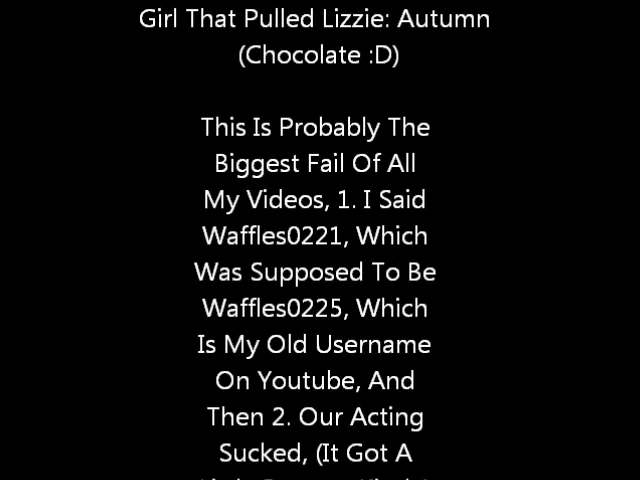 Girl That Pulled Lizzie: Autumn
(Chocolate :D)
This Is Probably The
Biggest Fail Of All
My Videos, 1. I Said
Waffles0221, Which
Was Supposed To Be
Waffles0225, Which
Is My Old Username
On Youtube, And
Then 2. Our Acting
Sucked, (It Got A